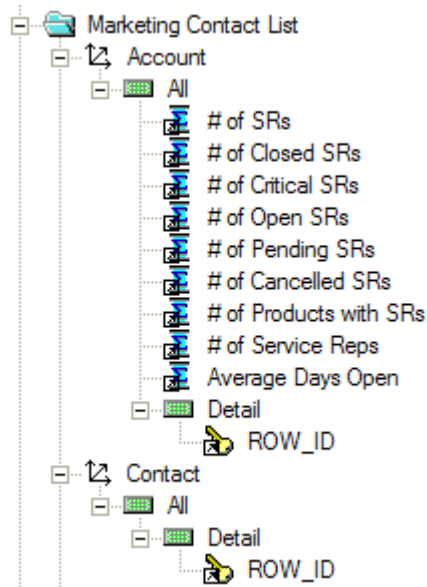 Marketing Contact List
Account
All
# of SRs
# of Closed SRs
# of Critical SRs
# of Open SRs
# of Pending SRs
# of Cancelled SRs
# of Products with SRs
# of Service Reps
Average Days Open
Detail
ROW_ID
Contact
All
Detail
ROW_ID